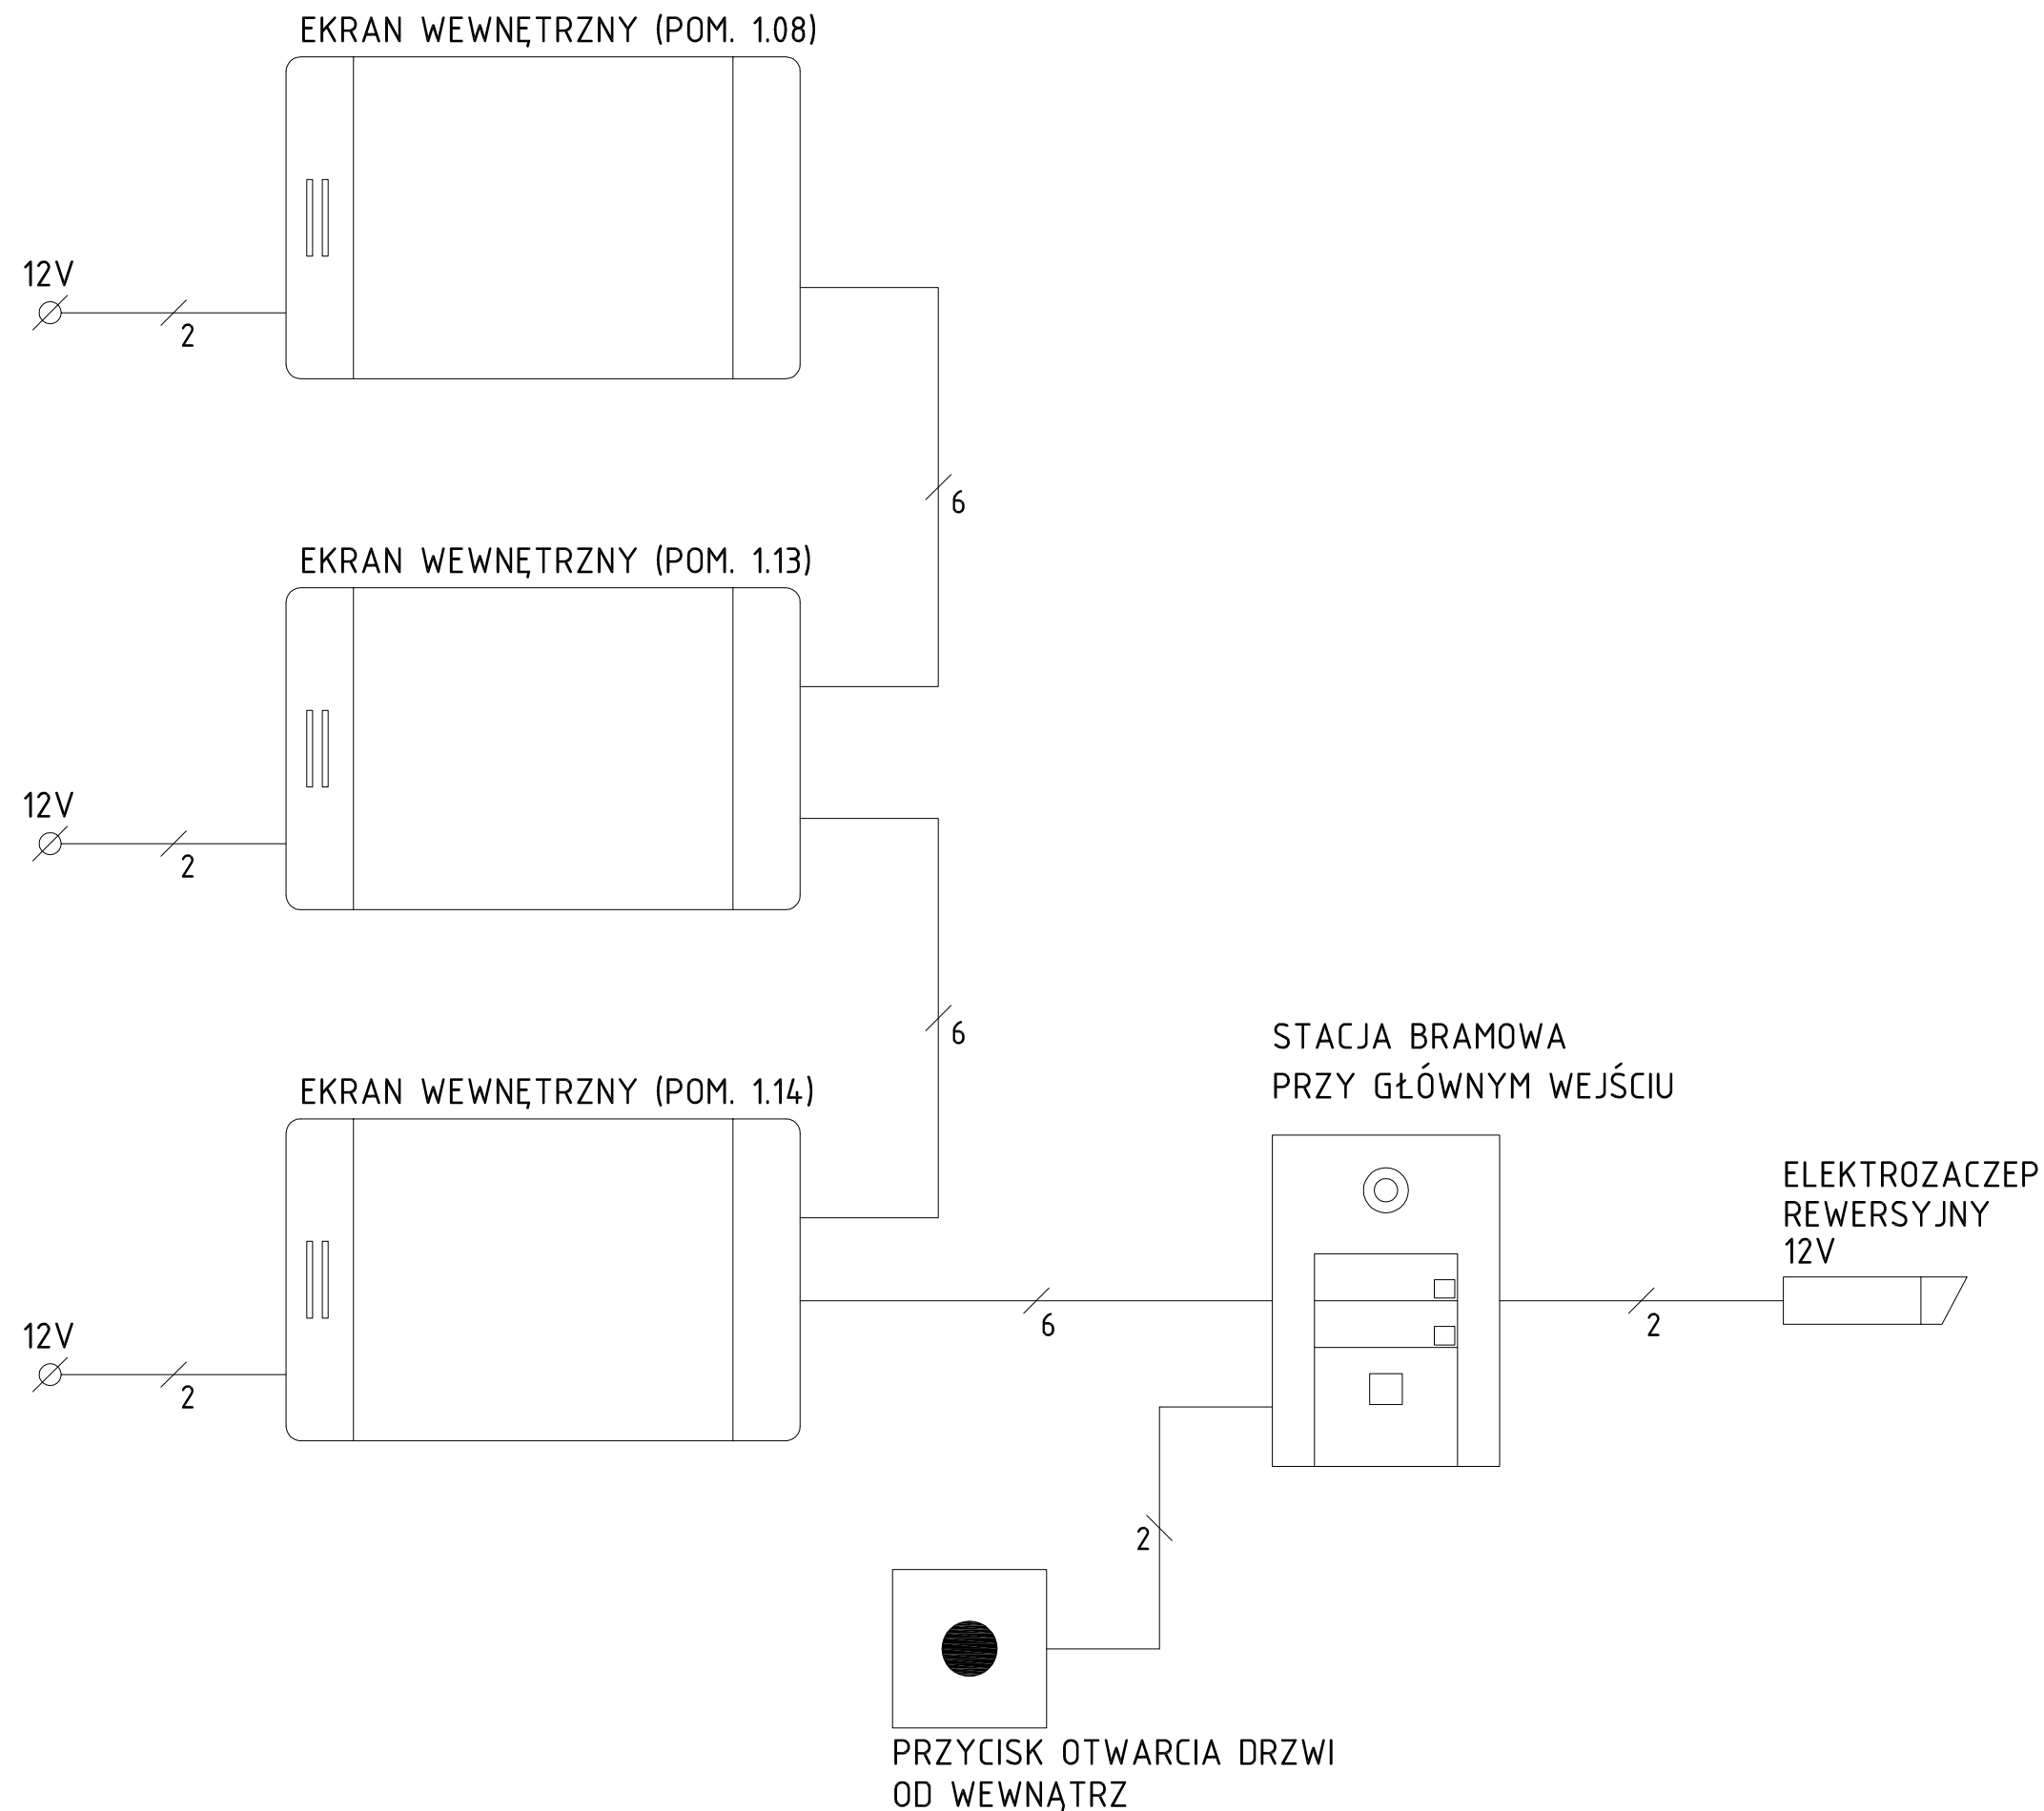 EKRAN WEWNĘTRZNY (POM. 1.08)
12V
2
6
EKRAN WEWNĘTRZNY (POM. 1.13)
12V
2
6
STACJA BRAMOWA
PRZY GŁÓWNYM WEJŚCIU
EKRAN WEWNĘTRZNY (POM. 1.14)
ELEKTROZACZEP
REWERSYJNY
12V
12V
2
6
2
2
PRZYCISK OTWARCIA DRZWI
OD WEWNĄTRZ